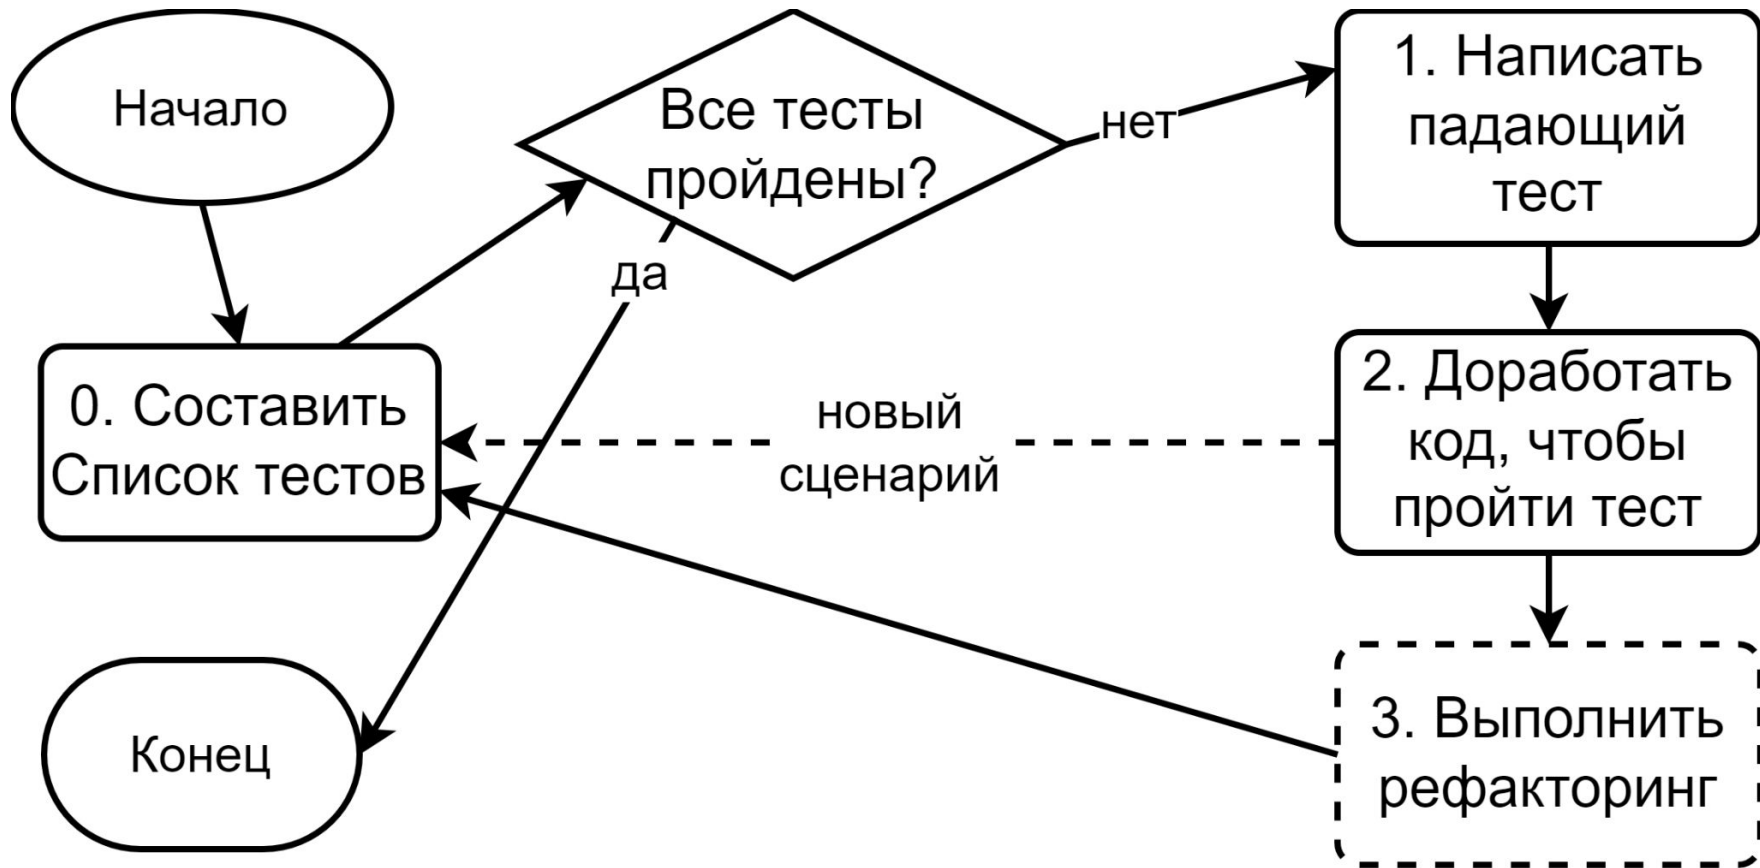 Начало
Все тесты
пройдены?
нет
1. Написать
падающий
тест
да
0. Составить
Список тестов
новый
сценарий
2. Доработать
код, чтобы
пройти тест
Конец
3. Выполнить
рефакторинг